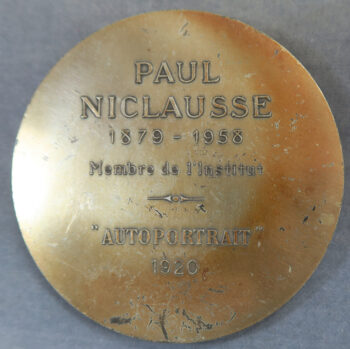 PAUL
NICLAUSSE
1879 - 1958
Membre de l'Institut
"AUTOPORTRAIT"
1920